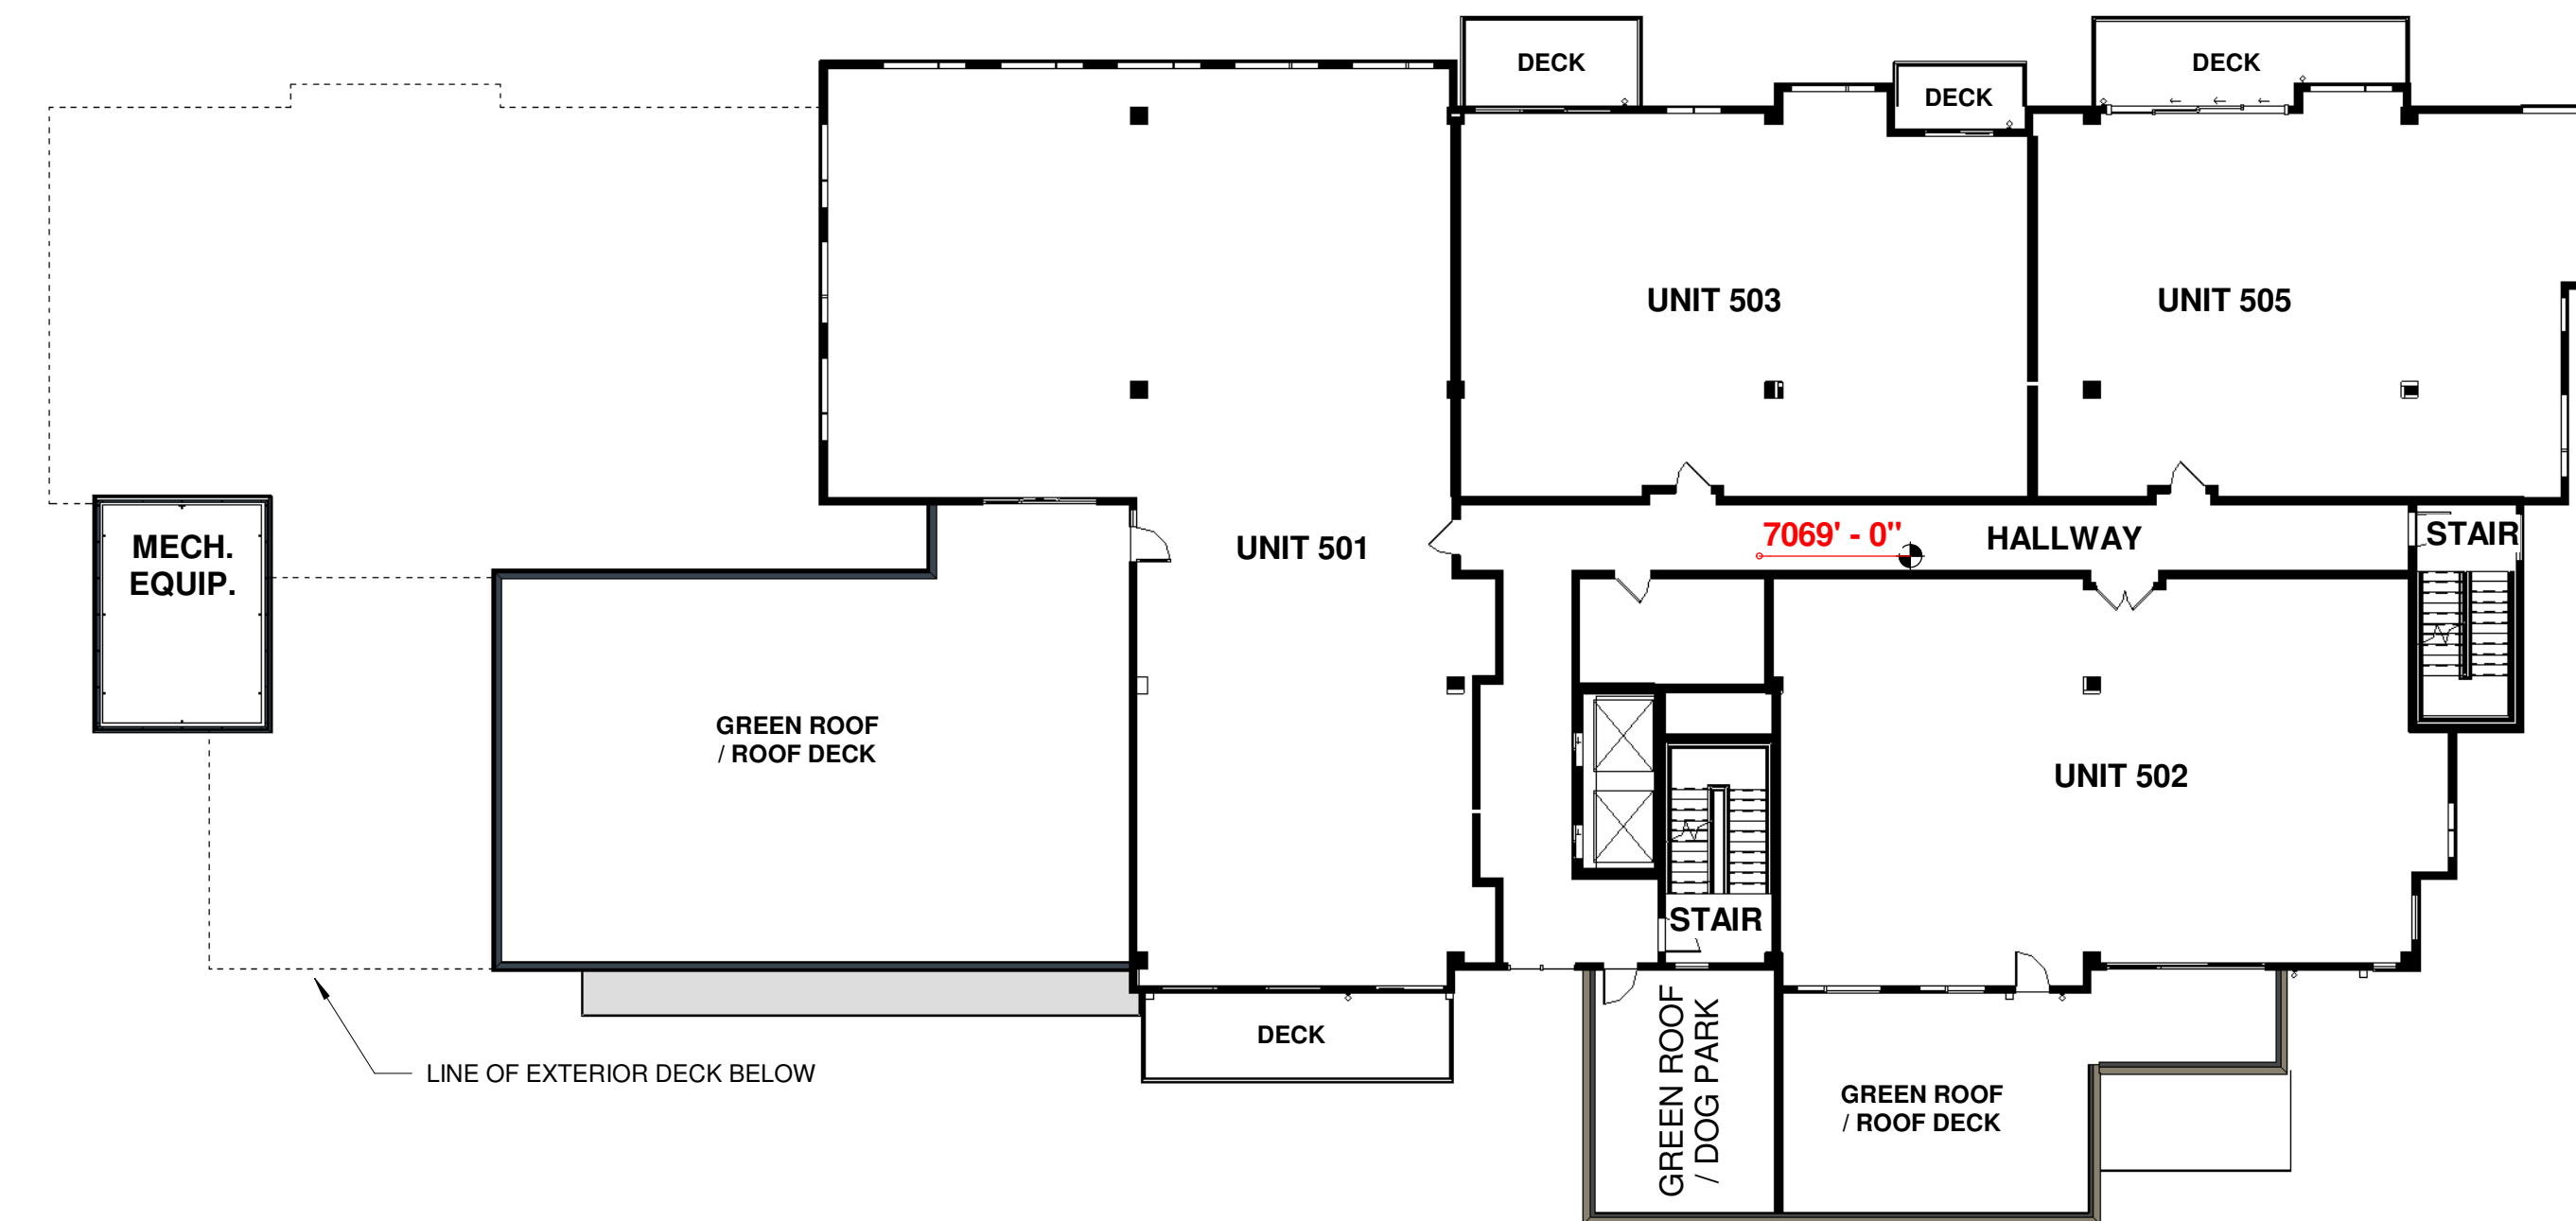 DECK
DECK
DECK
UNIT 503
UNIT 505
MECH.
EQUIP.
UNIT 501
7069' - 0"
HALLWAY
STAIR
GREEN ROOF
/ ROOF DECK
UNIT 502
STAIR
DECK
LINE OF EXTERIOR DECK BELOW
GREEN ROOF
/ DOG PARK
GREEN ROOF
/ ROOF DECK